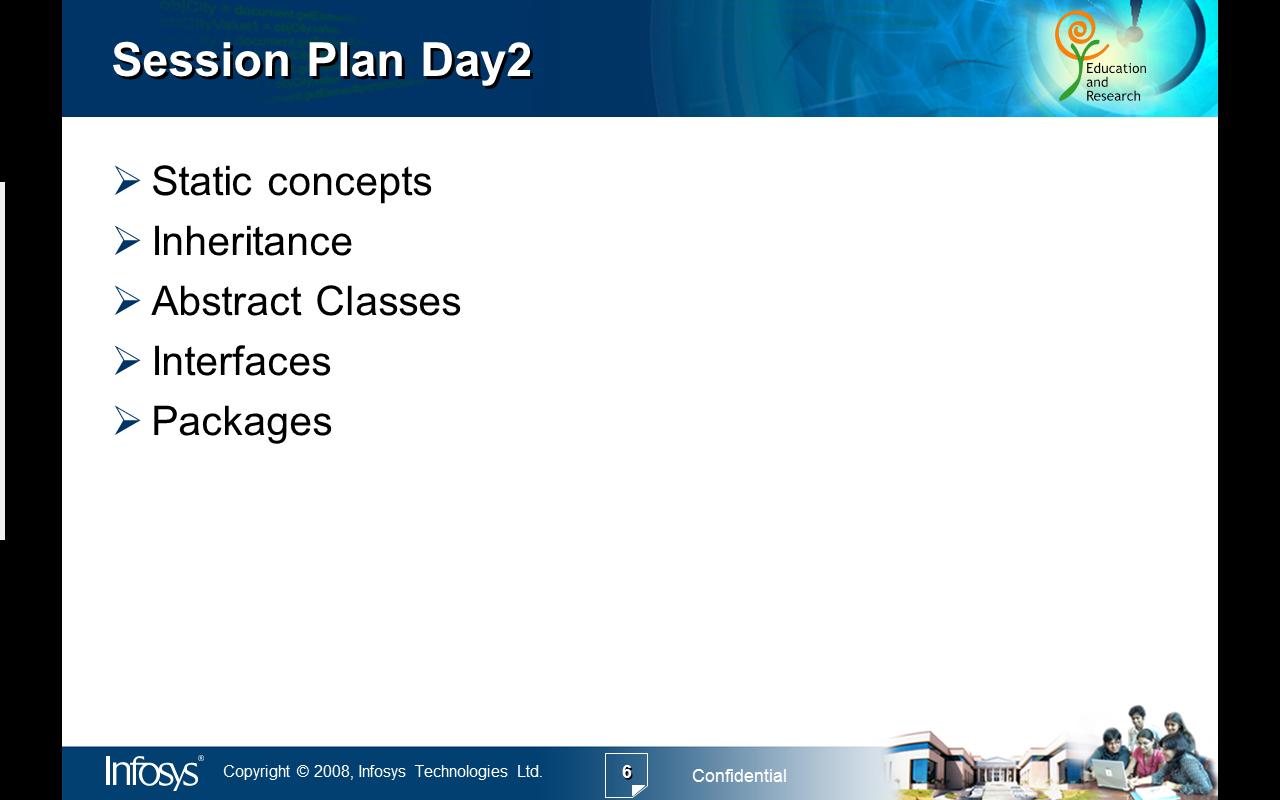 Session Plan Day2
Education
and
Research
Static concepts
Inheritance
Abstract Classes
Interfaces
Packages
Infosys®
Copyright © 2008, Infosys Technologies Ltd.
6
Confidential